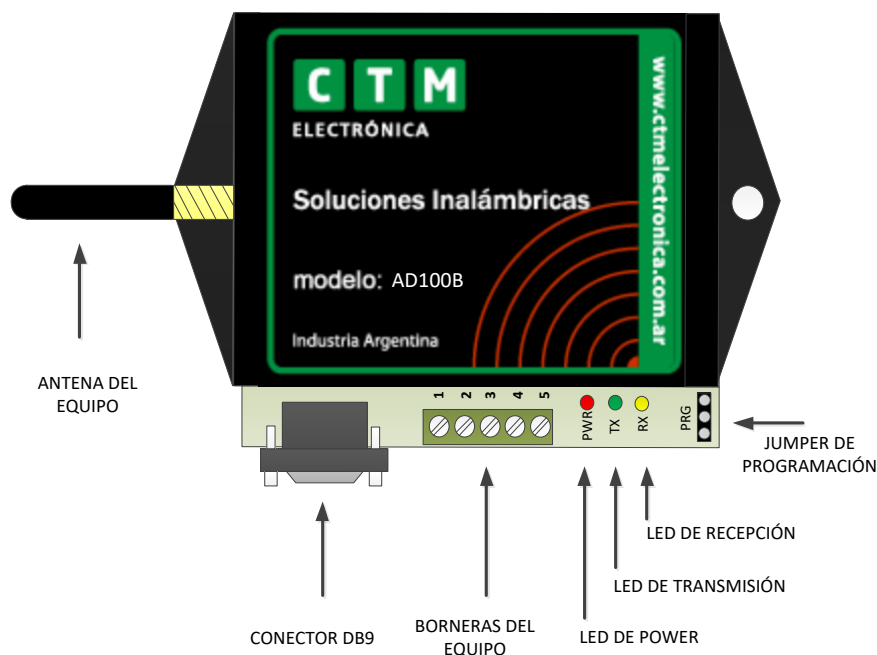 C T M
ELECTRÓNICA
www.ctmelectronica.com.ar
Soluciones Inalámbricas
modelo: AD100B
Industria Argentina
ANTENA DEL
EQUIPO
1 2 3 4 5
PWR TX RX PRG
JUMPER DE
PROGRAMACIÓN
LED DE RECEPCIÓN
LED DE TRANSMISIÓN
CONECTOR DB9
BORNERAS DEL
EQUIPO
LED DE POWER